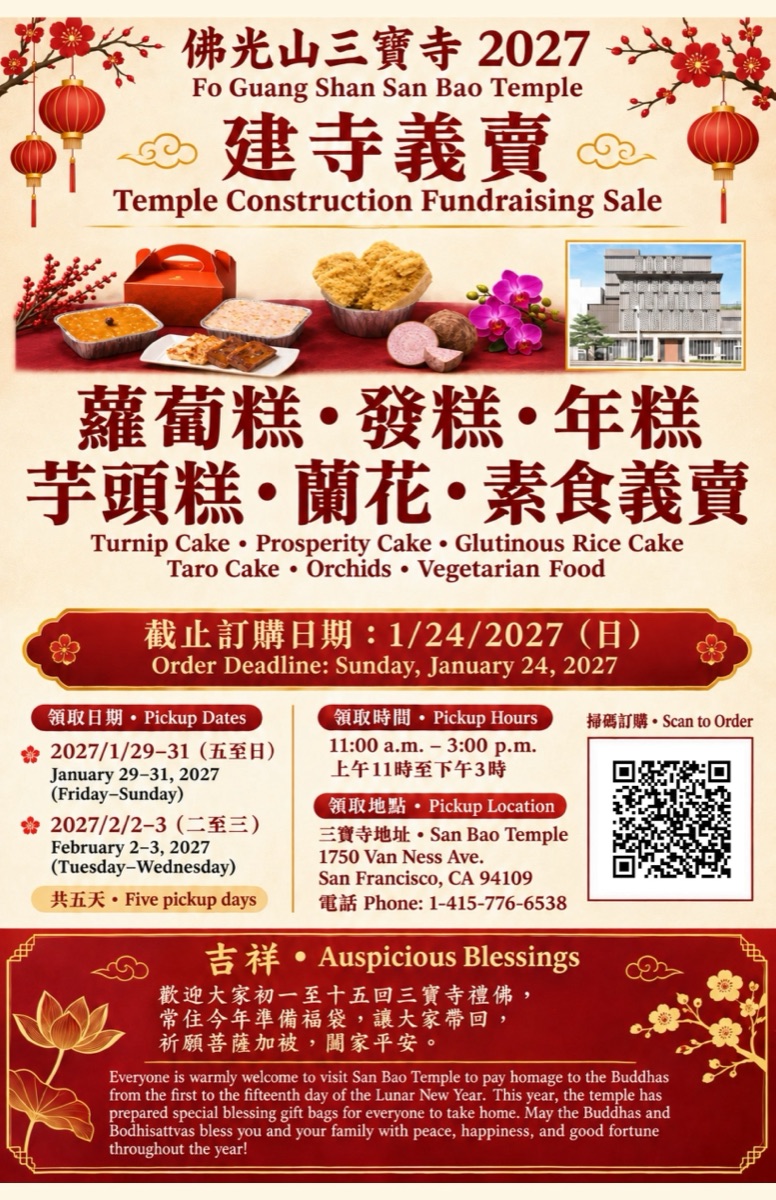 佛光山三寶寺 2027
Fo Guang Shan San Bao Temple
建寺義賣
Temple Construction Fundraising Sale
蘿蔔糕・發糕・年糕
芋頭糕・蘭花・素食義賣
Turnip Cake • Prosperity Cake • Glutinous Rice Cake
Taro Cake • Orchids • Vegetarian Food
截止訂購日期：1/24/2027（日）
Order Deadline: Sunday, January 24, 2027
領取日期・Pickup Dates
2027/1/29–31（五至日）
January 29–31, 2027
(Friday–Sunday)
2027/2/2–3（二至三）
February 2–3, 2027
(Tuesday–Wednesday)
共五天・Five pickup days
領取時間・Pickup Hours
11:00 a.m. – 3:00 p.m.
上午11時至下午3時
領取地點・Pickup Location
三寶寺地址・San Bao Temple
1750 Van Ness Ave.
San Francisco, CA 94109
電話 Phone: 1-415-776-6538
掃碼訂購・Scan to Order
吉祥・Auspicious Blessings
歡迎大家初一至十五回三寶寺禮佛，
常住今年準備福袋，讓大家帶回，
祈願菩薩加被，闔家平安。
Everyone is warmly welcome to visit San Bao Temple to pay homage to the Buddhas
from the first to the fifteenth day of the Lunar New Year. This year, the temple has
prepared special blessing gift bags for everyone to take home. May the Buddhas and
Bodhisattvas bless you and your family with peace, happiness, and good fortune
throughout the year!